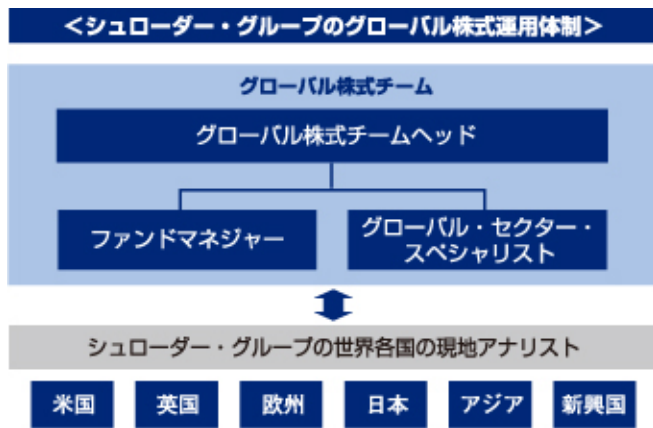 ＜シュローダー・グループのグローバル株式運用体制＞
グローバル株式チーム
グローバル株式チームヘッド
ファンドマネジャー
グローバル・セクター・
スペシャリスト
シュローダー・グループの世界各国の現地アナリスト
米国
英国
欧州
日本
アジア
新興国